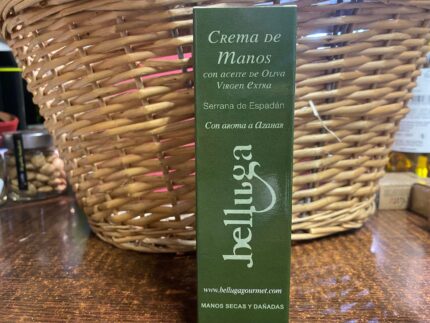 Crema de
Manos
con aceite de Oliva
Virgen extra
Serrana de Espadán
Con aroma a azahar
belluga
www.bellugagourmet.com
MANOS SECAS Y DAÑADAS